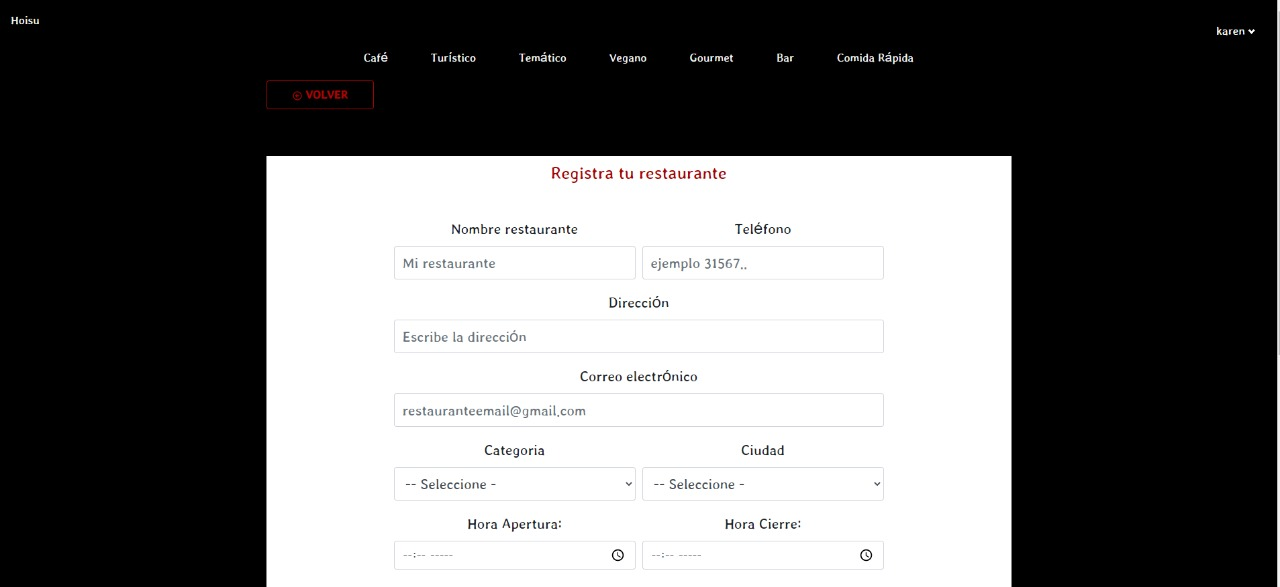 Hoisu
karen
Café Turístico Temático Vegano Gourmet Bar Comida Rápida
VOLVER
Registra tu restaurante
Nombre restaurante Teléfono
Mi restaurante ejemplo 31567..
Dirección
Escribe la dirección
Correo electrónico
restauranteemail@gmail.com
Categoria Ciudad
-- Seleccione - -- Seleccione -
Hora Apertura: Hora Cierre:
--:-- ----- --:-- -----